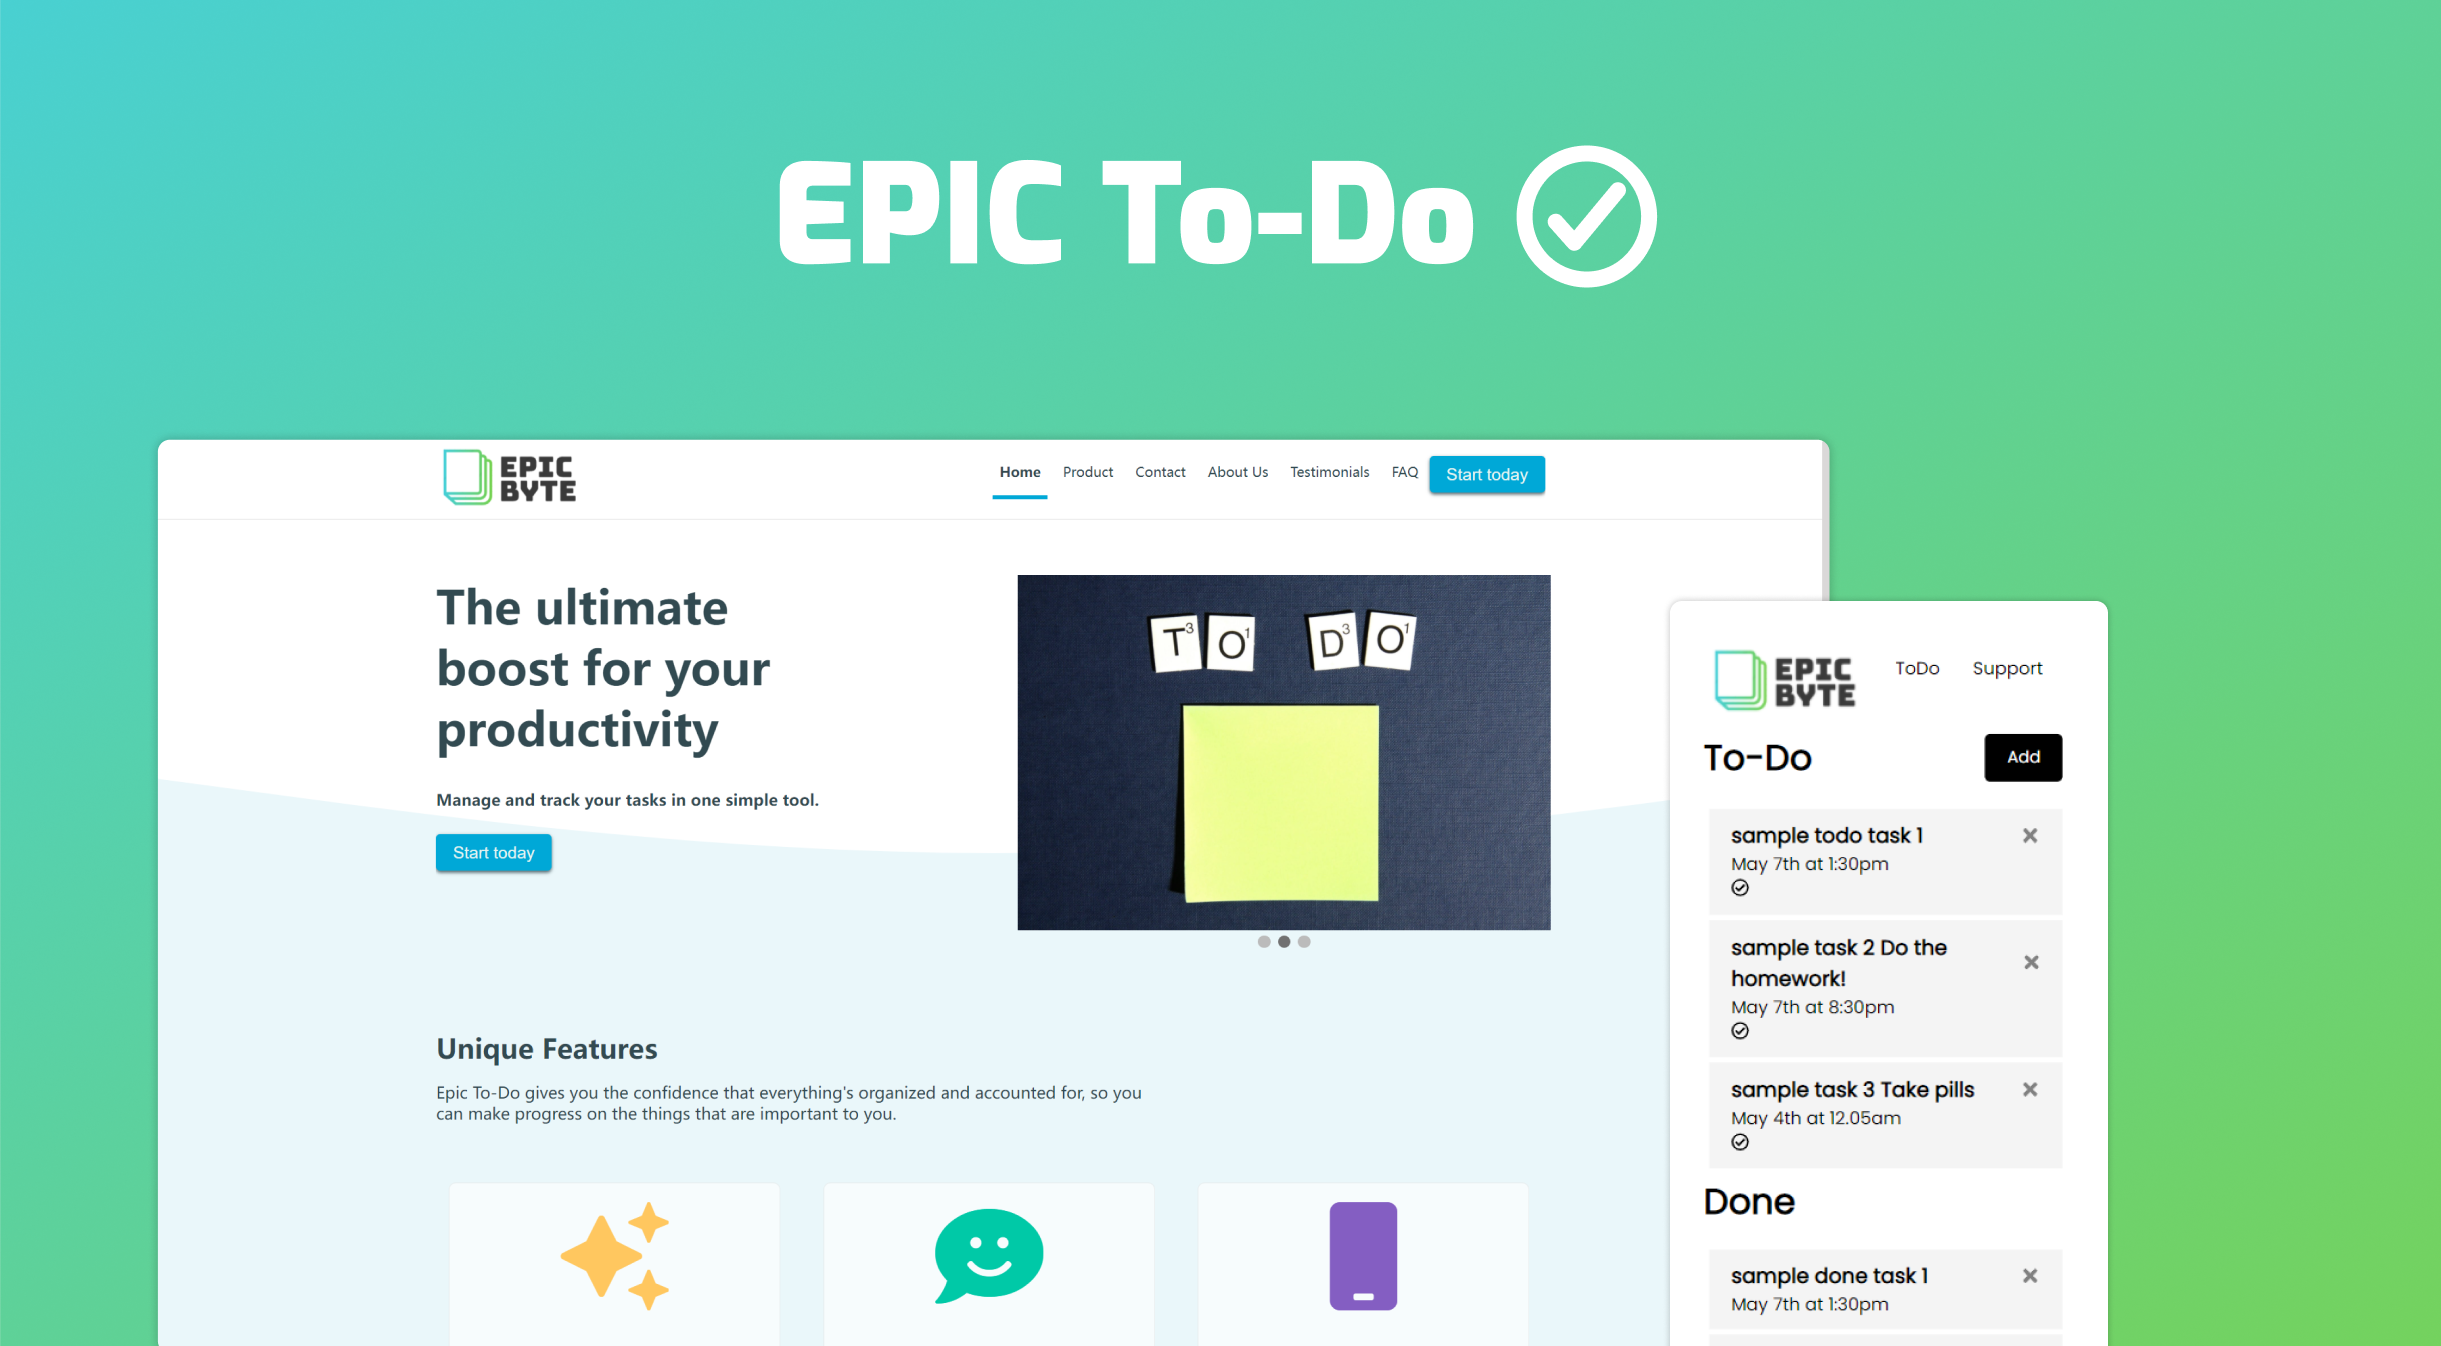 EPIC To-Do
EPIC
BYTE
Home Product Contact About Us Testimonials FAQ Start today
The ultimate
boost for your
productivity
Manage and track your tasks in one simple tool.
Start today
T3 O1 D3 O1
Unique Features
Epic To-Do gives you the confidence that everything's organized and accounted for, so you
can make progress on the things that are important to you.
EPIC
BYTE
ToDo Support
To-Do Add
sample todo task 1
May 7th at 1:30pm
sample task 2 Do the
homework!
May 7th at 8:30pm
sample task 3 Take pills
May 4th at 12.05am
Done
sample done task 1
May 7th at 1:30pm